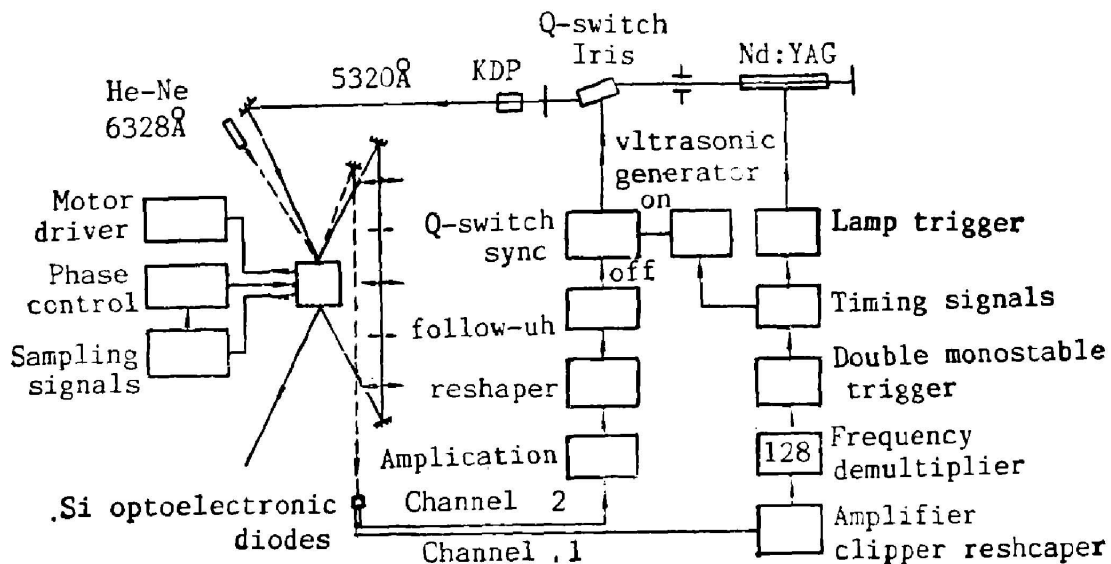 Q-switch
Iris
Nd:YAG
KDP
5320Å
He-Ne
6328Å
vltrasonic
generator
on
Motor
driver
Q-switch
sync
Lamp trigger
off
Phase
control
Timing signals
follow-uh
Sampling
signals
Double monostable
trigger
reshaper
128
Frequency
demultiplier
Amplication
.Si optoelectronic
diodes
Channel 2
Channel .1
Amplifier
clipper reshcaper